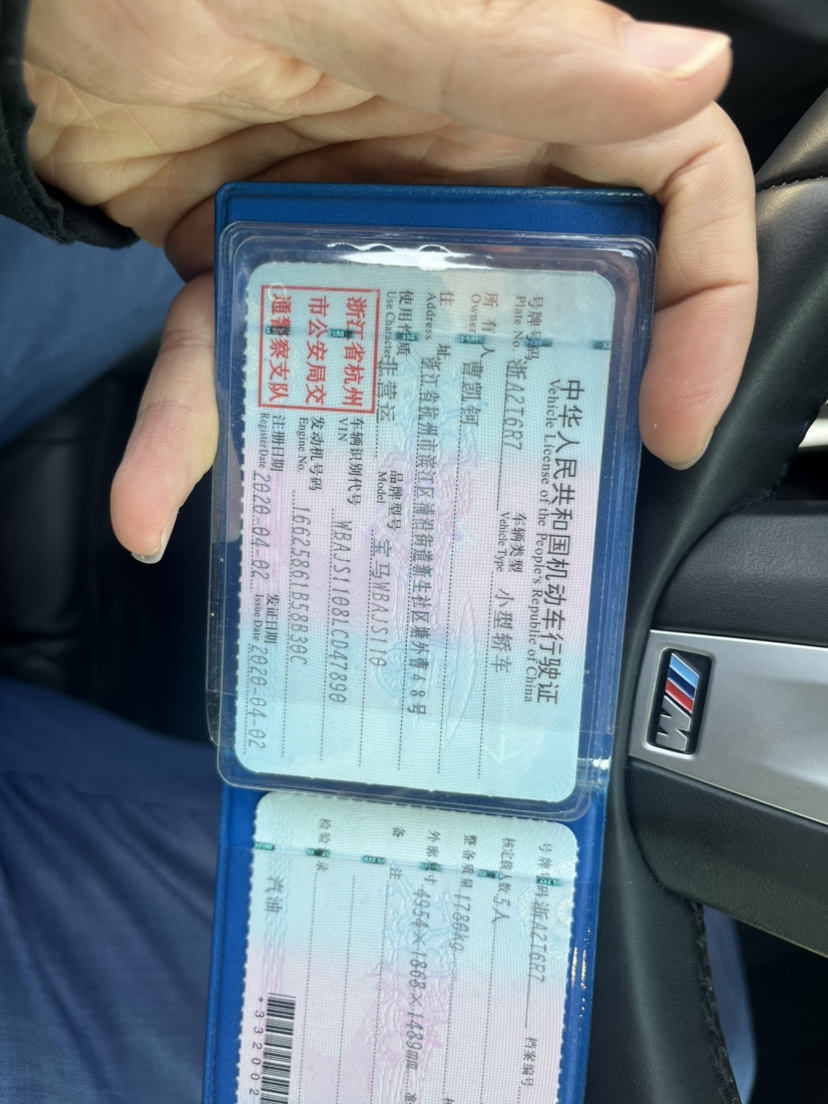 中华人民共和国机动车行驶证
Vehicle License of the People's Republic of China
号牌号码 浙A2T6R7 车辆类型 小型轿车
Plate No. Vehicle Type
所有人 曹凯钶
Owner
住址 浙江省杭州市滨江区浦沿街道新生社区塘外曹48号
Address
使用性质 非营运 品牌型号 宝马WBAJS110
Use Character Model
浙江省杭州
市公安局交
通警察支队
车辆识别代号 WBAJS1108LCD47890
VIN
发动机号码 16625861B58B30C
Engine No.
注册日期 2020-04-02 发证日期 2020-04-02
Register Date Issue Date
号牌号码 浙A2T6R7 档案编号
核定载人数 5人
整备质量 1780kg
外廓尺寸 4954×1868×1489mm
备注
检验记录
汽油
*332002
M